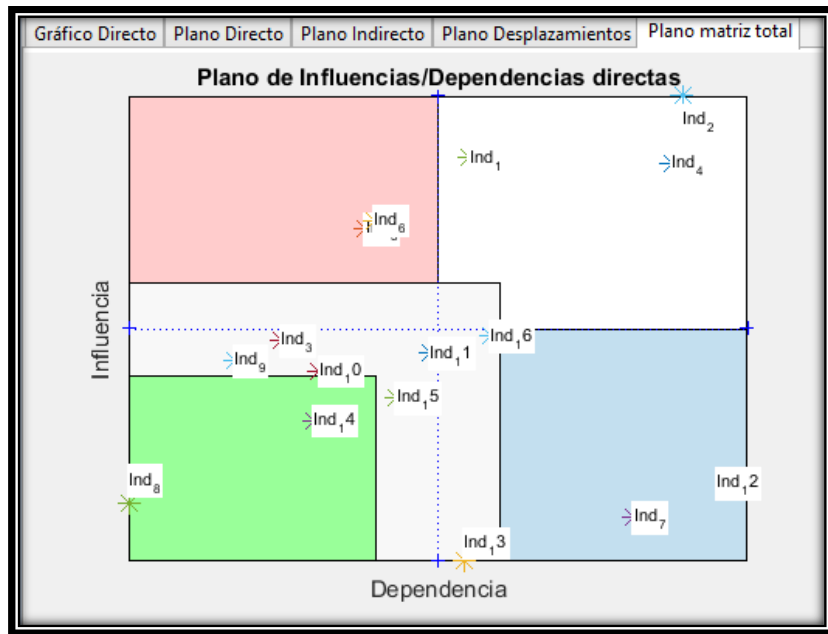 Gráfico Directo Plano Directo Plano Indirecto Plano Desplazamientos Plano matriz total
Plano de Influencias/Dependencias directas
Ind₂
Ind₁
Ind₄
Ind₆
Influencia
Ind₃
Ind₁6
Ind₁1
Ind₉
Ind₁0
Ind₁5
Ind₁4
Ind₈
Ind₁2
Ind₇
Ind₁3
Dependencia